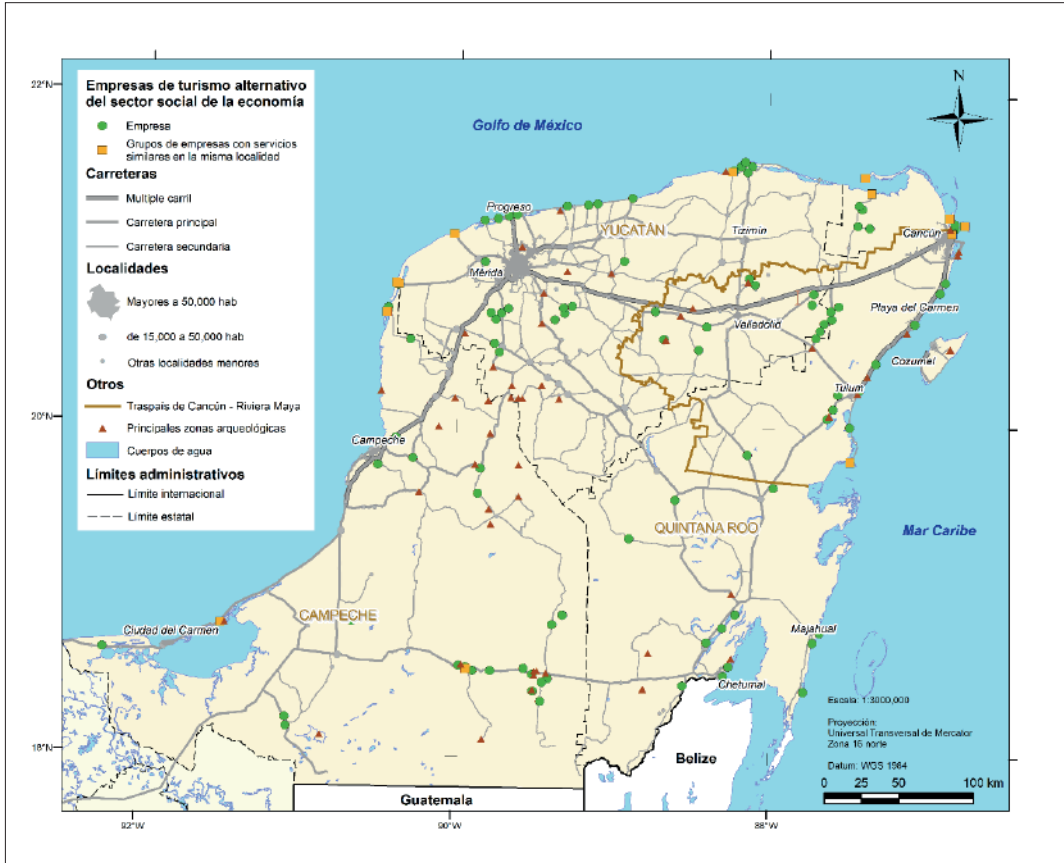 22°N
20°N
18°N
92°W
90°W
88°W
Empresas de turismo alternativo
del sector social de la economía
Empresa
Grupos de empresas con servicios
similares en la misma localidad
Carreteras
Multiple carril
Carretera principal
Carretera secundaria
Localidades
Mayores a 50,000 hab
de 15,000 a 50,000 hab
Otras localidades menores
Otros
Traspaís de Cancún - Riviera Maya
Principales zonas arqueológicas
Cuerpos de agua
Límites administrativos
Límite internacional
Límite estatal
N
Golfo de México
Progreso
YUCATÁN
Tizimín
Cancún
Mérida
Valladolid
Playa del Carmen
Cozumel
Tulum
Campeche
QUINTANA ROO
Mar Caribe
CAMPECHE
Ciudad del Carmen
Majahual
Chetumal
Belize
Guatemala
Escala: 1:3000,000
Proyección:
Universal Transversal de Mercator
Zona 16 norte
Datum: WGS 1984
0 25 50 100 km